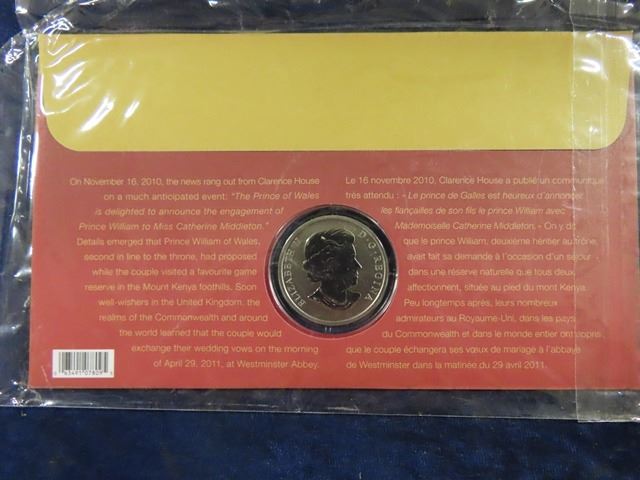 On November 16, 2010, the news rang out from Clarence House
on a much anticipated event: "The Prince of Wales
is delighted to announce the engagement of
Prince William to Miss Catherine Middleton."
Details emerged that Prince William of Wales,
second in line to the throne, had proposed
while the couple visited a favourite game
reserve in the Mount Kenya foothills. Soon
well-wishers in the United Kingdom, the
realms of the Commonwealth and around
the world learned that the couple would
exchange their wedding vows on the morning
of April 29, 2011, at Westminster Abbey.
Le 16 novembre 2010, Clarence House a publié un communiqué
très attendu : « Le prince de Galles est heureux d'annoncer
les fiançailles de son fils le prince William avec
Mademoiselle Catherine Middleton. » On y dit
que le prince William, deuxième héritier au trône,
avait fait sa demande à l'occasion d'un séjour
dans une réserve naturelle que tous deux
affectionnent, située au pied du mont Kenya.
Peu longtemps après, leurs nombreux
admirateurs au Royaume-Uni, dans les pays
du Commonwealth et dans le monde entier ont appris
que le couple échangera ses vœux de mariage à l'abbaye
de Westminster dans la matinée du 29 avril 2011.
ELIZABETH II D·G·REGINA